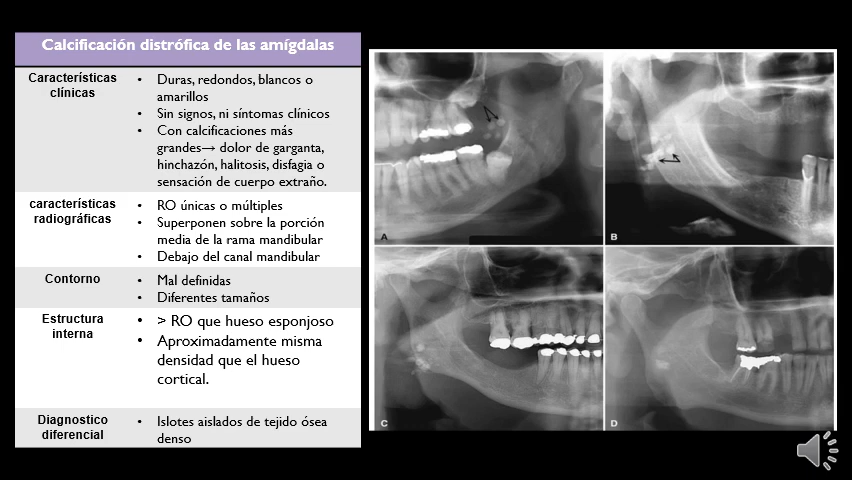 Calcificación distrófica de las amígdalas
Características
clínicas
• Duras, redondos, blancos o
amarillos
• Sin signos, ni síntomas clínicos
• Con calcificaciones más
grandes→ dolor de garganta,
hinchazón, halitosis, disfagia o
sensación de cuerpo extraño.
características
radiográficas
• RO únicas o múltiples
• Superponen sobre la porción
media de la rama mandibular
• Debajo del canal mandibular
Contorno
• Mal definidas
• Diferentes tamaños
Estructura
interna
• > RO que hueso esponjoso
• Aproximadamente misma
densidad que el hueso
cortical.
Diagnostico
diferencial
• Islotes aislados de tejido ósea
denso
A
B
C
D